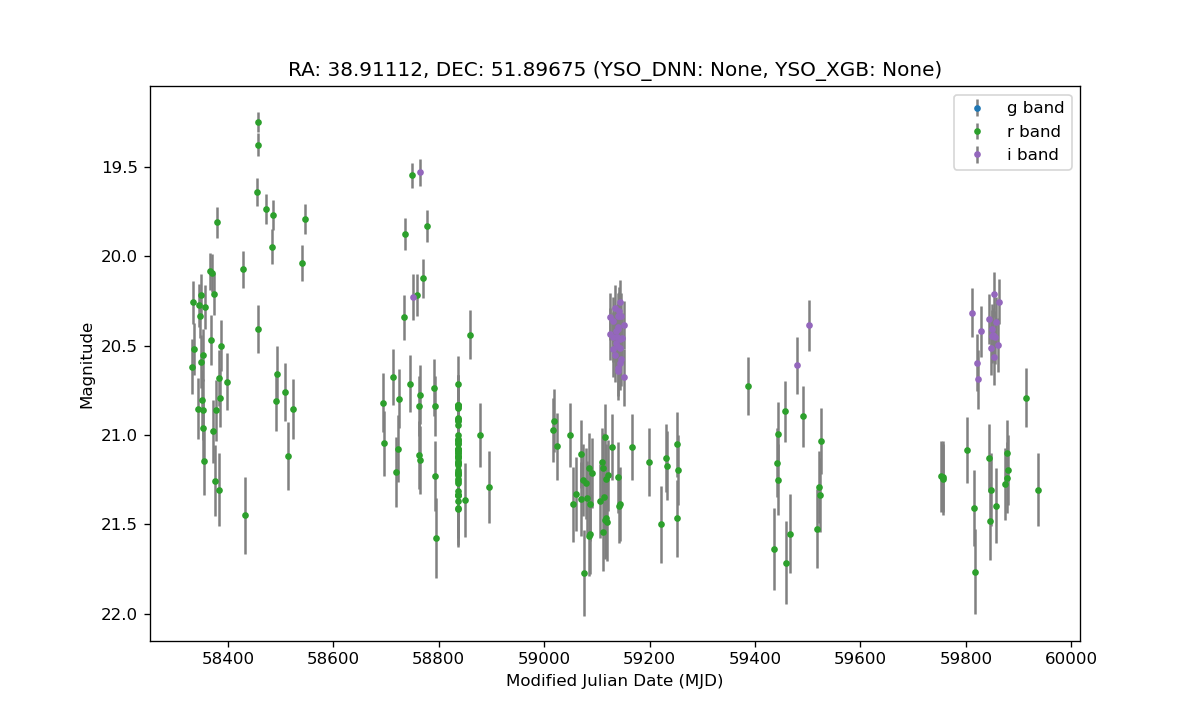 RA: 38.91112, DEC: 51.89675 (YSO_DNN: None, YSO_XGB: None)
g band
r band
i band
19.5
20.0
20.5
21.0
21.5
22.0
Magnitude
58400 58600 58800 59000 59200 59400 59600 59800 60000
Modified Julian Date (MJD)